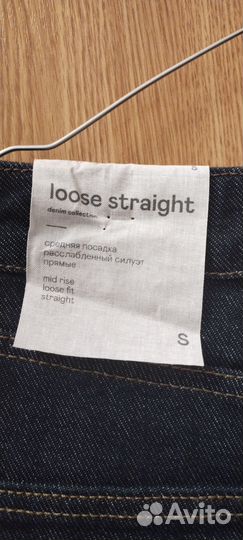 S
loose straight
denim collection
средняя посадка
расслабленный силуэт
прямые
mid rise
loose fit
straight
S
Avito